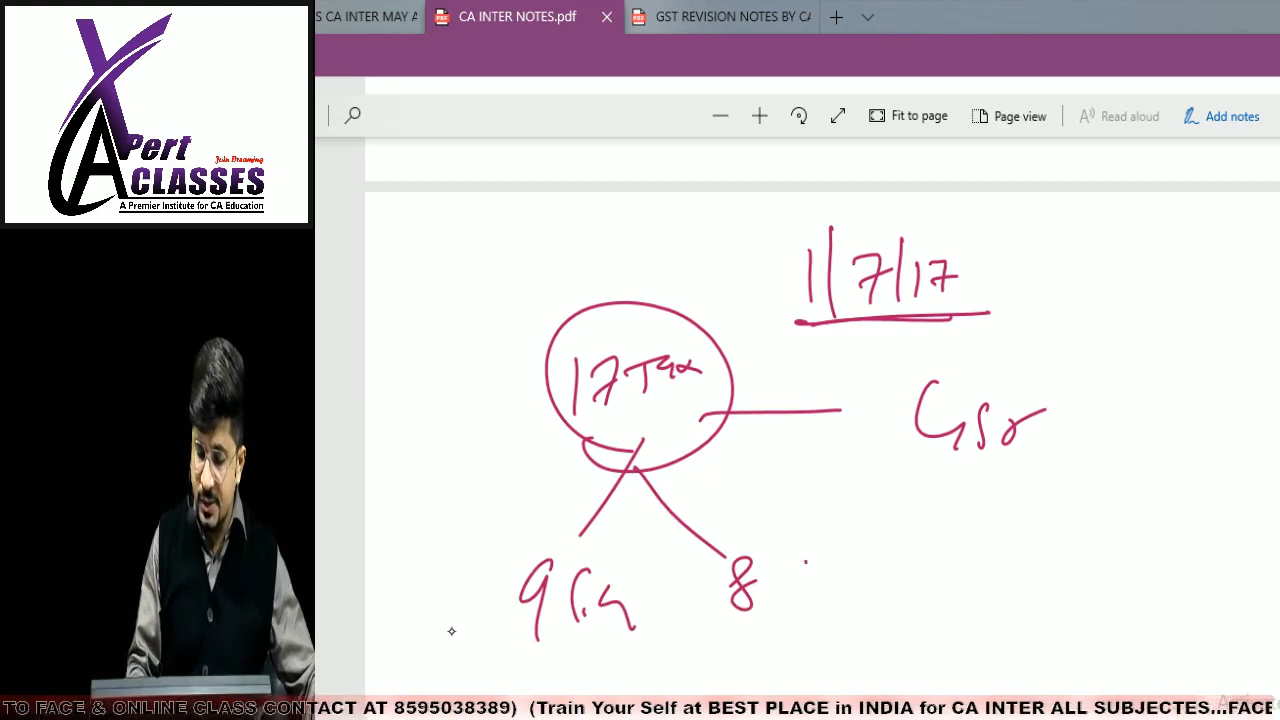 S CA INTER MAY A
CA INTER NOTES.pdf
GST REVISION NOTES BY CA
Fit to page
Page view
Read aloud
Add notes
XPert
Join Dreaming
CA CLASSES
A Premier Institute for CA Education
1/7/17
17 Tax
GST
9
8
TO FACE & ONLINE CLASS CONTACT AT 8595038389) (Train Your Self at BEST PLACE in INDIA for CA INTER ALL SUBJECTES...FACE